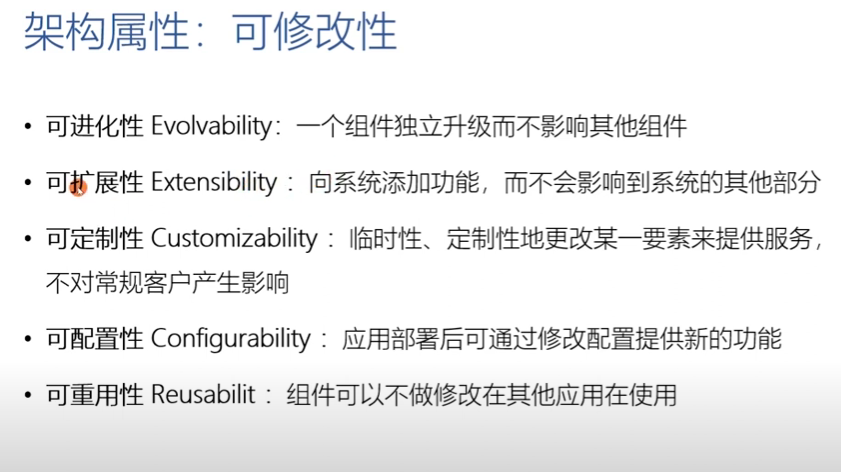 架构属性：可修改性
• 可进化性 Evolvability：一个组件独立升级而不影响其他组件
• 可扩展性 Extensibility ：向系统添加功能，而不会影响到系统的其他部分
• 可定制性 Customizability ：临时性、定制性地更改某一要素来提供服务，
不对常规客户产生影响
• 可配置性 Configurability ：应用部署后可通过修改配置提供新的功能
• 可重用性 Reusabilit ：组件可以不做修改在其他应用在使用